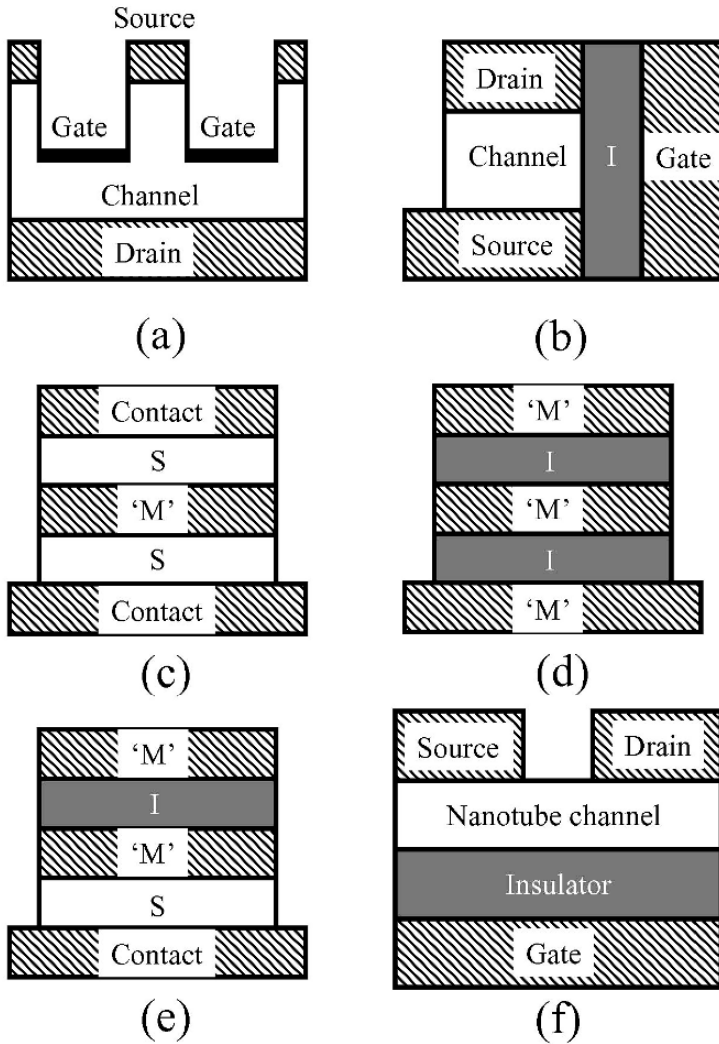 Source
Gate Gate
Channel
Drain
(a)
Drain
Channel I Gate
Source
(b)
Contact
S
‘M’
S
Contact
(c)
‘M’
I
‘M’
I
‘M’
(d)
‘M’
I
‘M’
S
Contact
(e)
Source Drain
Nanotube channel
Insulator
Gate
(f)